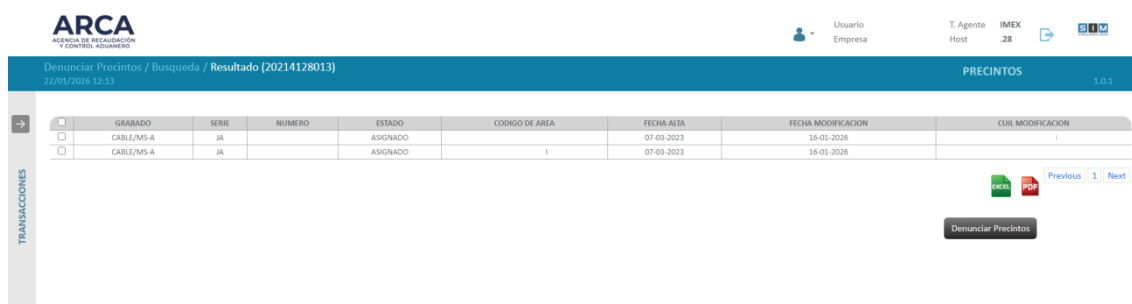 ARCA
AGENCIA DE RECAUDACIÓN
Y CONTROL ADUANERO
Usuario
Empresa
T. Agente IMEX
Host .28
SIM
Denunciar Precintos / Busqueda / Resultado (20214128013)
22/01/2026 12:13
PRECINTOS
1.0.1
TRANSACCIONES
GRABADO SERIE NUMERO ESTADO CODIGO DE AREA FECHA ALTA FECHA MODIFICACION CUIL MODIFICACION
CABLE/MS-A JA ASIGNADO 07-03-2023 16-01-2026
CABLE/MS-A JA ASIGNADO 07-03-2023 16-01-2026
EXCEL
PDF
Previous 1 Next
Denunciar Precintos